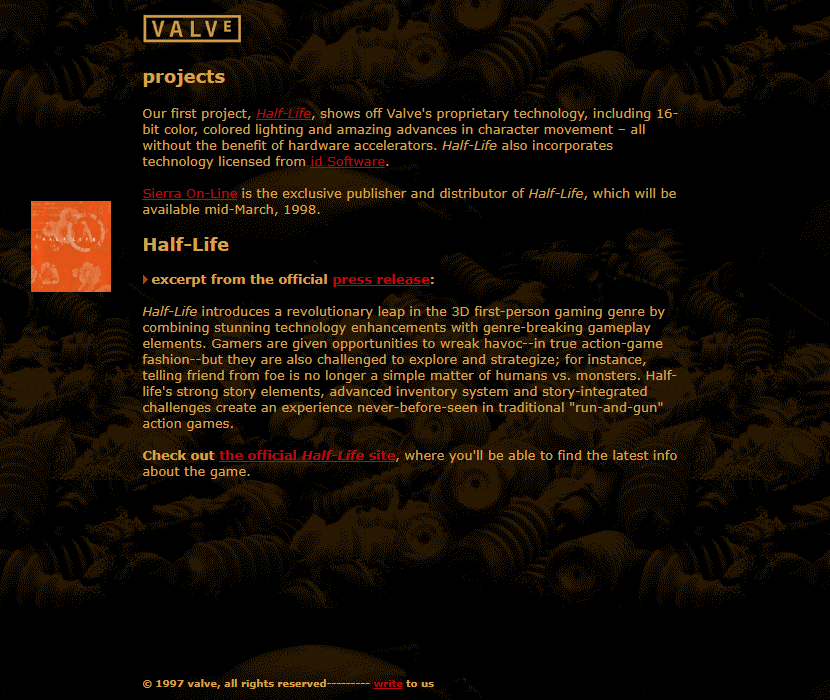 VALVE
projects
Our first project, Half-Life, shows off Valve's proprietary technology, including 16-
bit color, colored lighting and amazing advances in character movement – all
without the benefit of hardware accelerators. Half-Life also incorporates
technology licensed from id Software.
Sierra On-Line is the exclusive publisher and distributor of Half-Life, which will be
available mid-March, 1998.
HALF-LIFE
Half-Life
excerpt from the official press release:
Half-Life introduces a revolutionary leap in the 3D first-person gaming genre by
combining stunning technology enhancements with genre-breaking gameplay
elements. Gamers are given opportunities to wreak havoc--in true action-game
fashion--but they are also challenged to explore and strategize; for instance,
telling friend from foe is no longer a simple matter of humans vs. monsters. Half-
life's strong story elements, advanced inventory system and story-integrated
challenges create an experience never-before-seen in traditional "run-and-gun"
action games.
Check out the official Half-Life site, where you'll be able to find the latest info
about the game.
© 1997 valve, all rights reserved--------- write to us